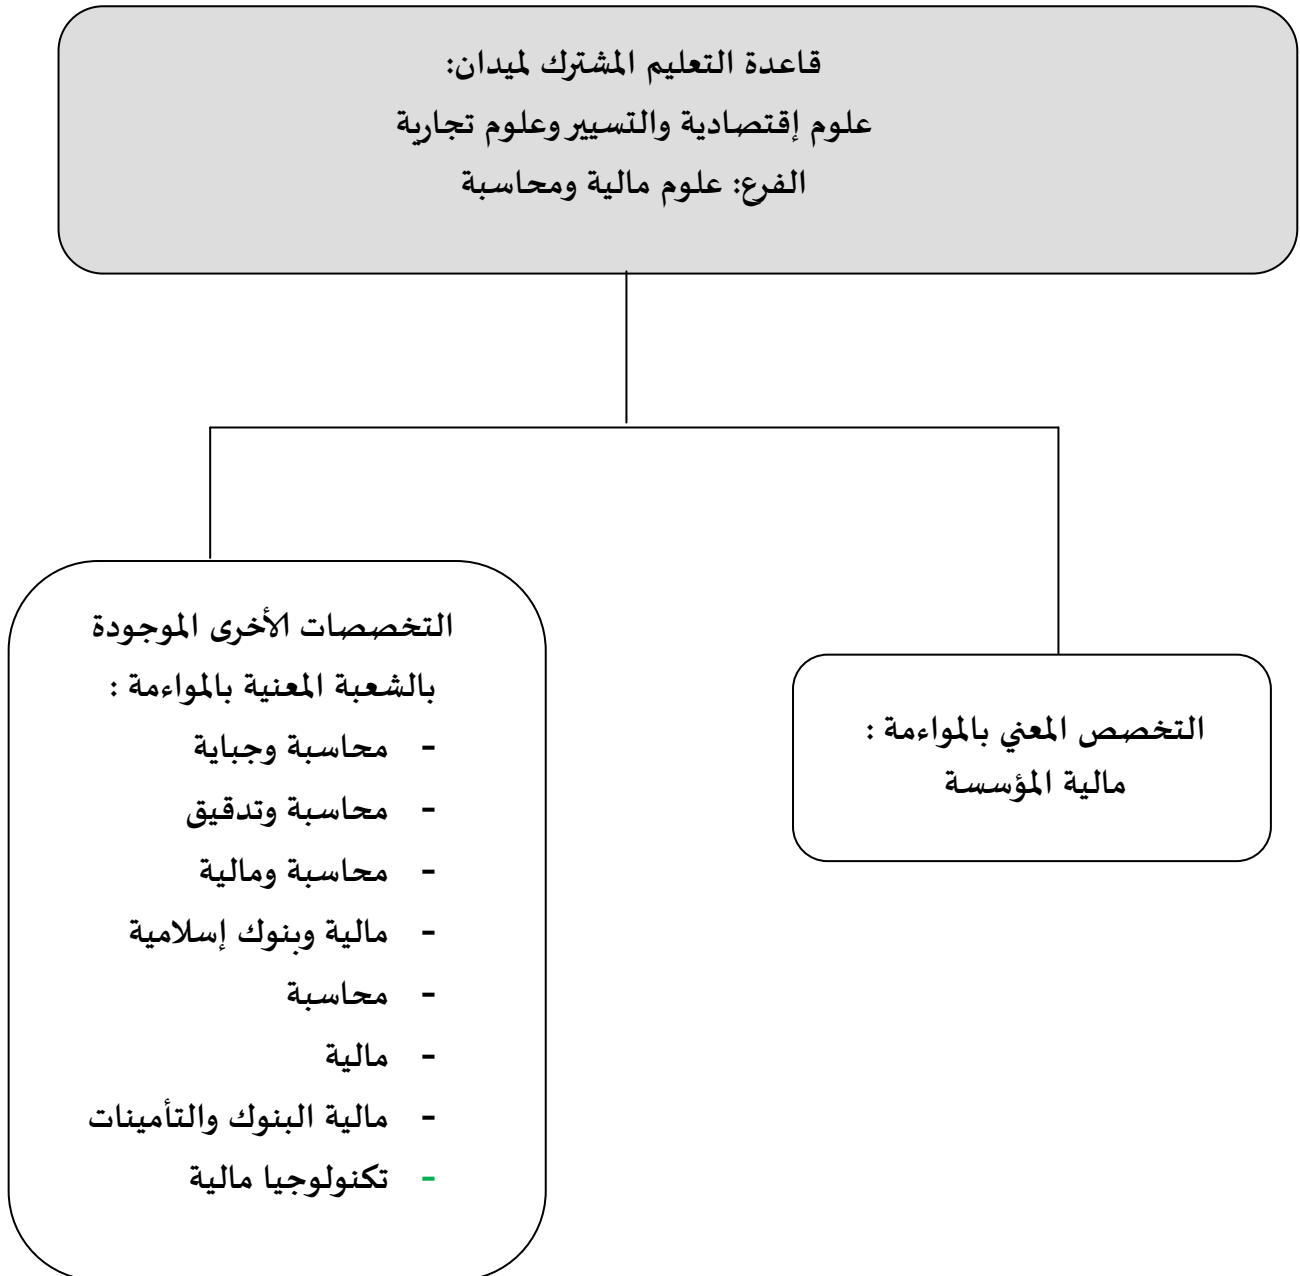 قاعدة التعليم المشترك لميدان:
علوم إقتصادية والتسيير وعلوم تجارية
الفرع: علوم مالية ومحاسبة
التخصص المعني بالمواءمة :
مالية المؤسسة
التخصصات الأخرى الموجودة
بالشعبة المعنية بالمواءمة :
- محاسبة وجباية
- محاسبة وتدقيق
- محاسبة ومالية
- مالية وبنوك إسلامية
- محاسبة
- مالية
- مالية البنوك والتأمينات
- تكنولوجيا مالية